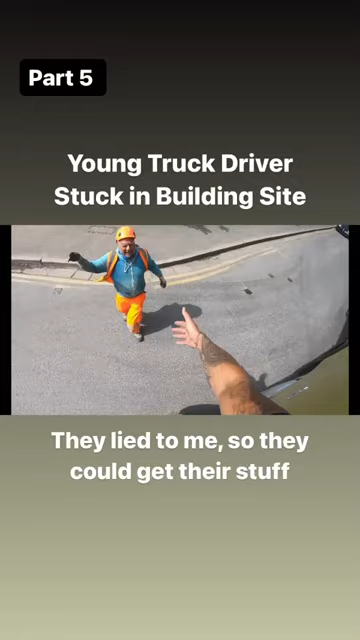 Part 5
Young Truck Driver
Stuck in Building Site
They lied to me, so they
could get their stuff